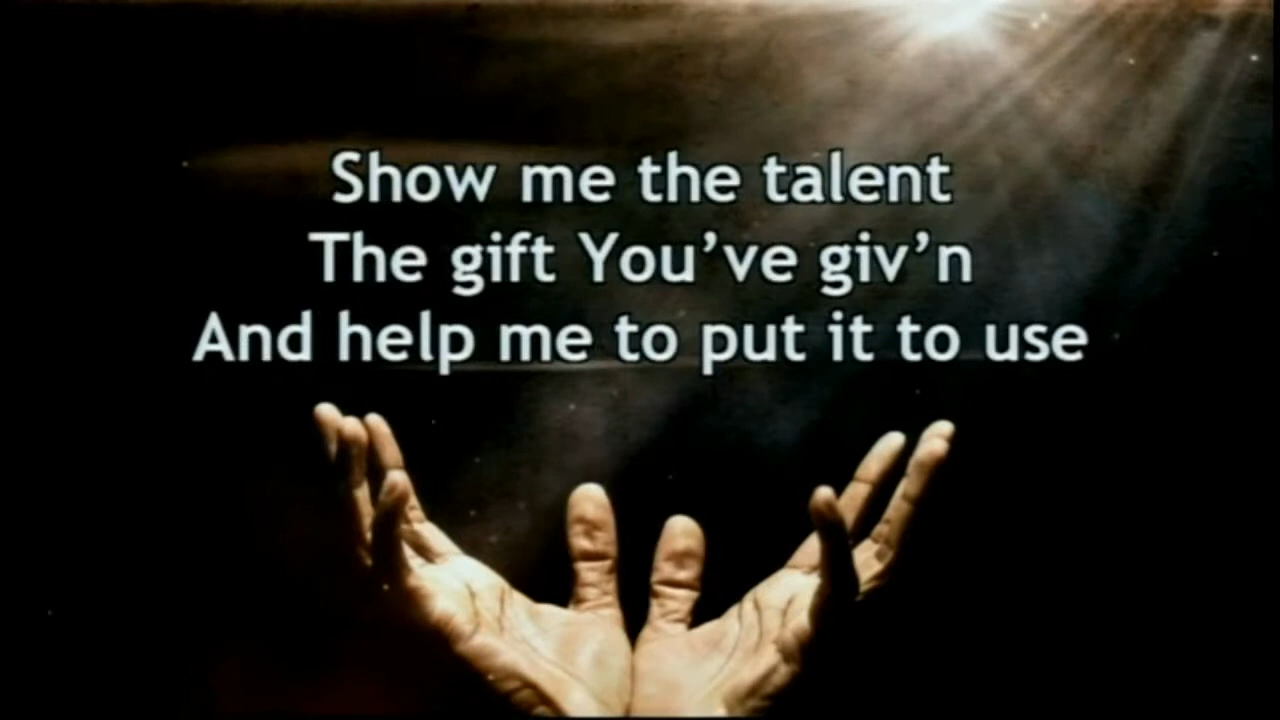 Show me the talent
The gift You’ve giv’n
And help me to put it to use